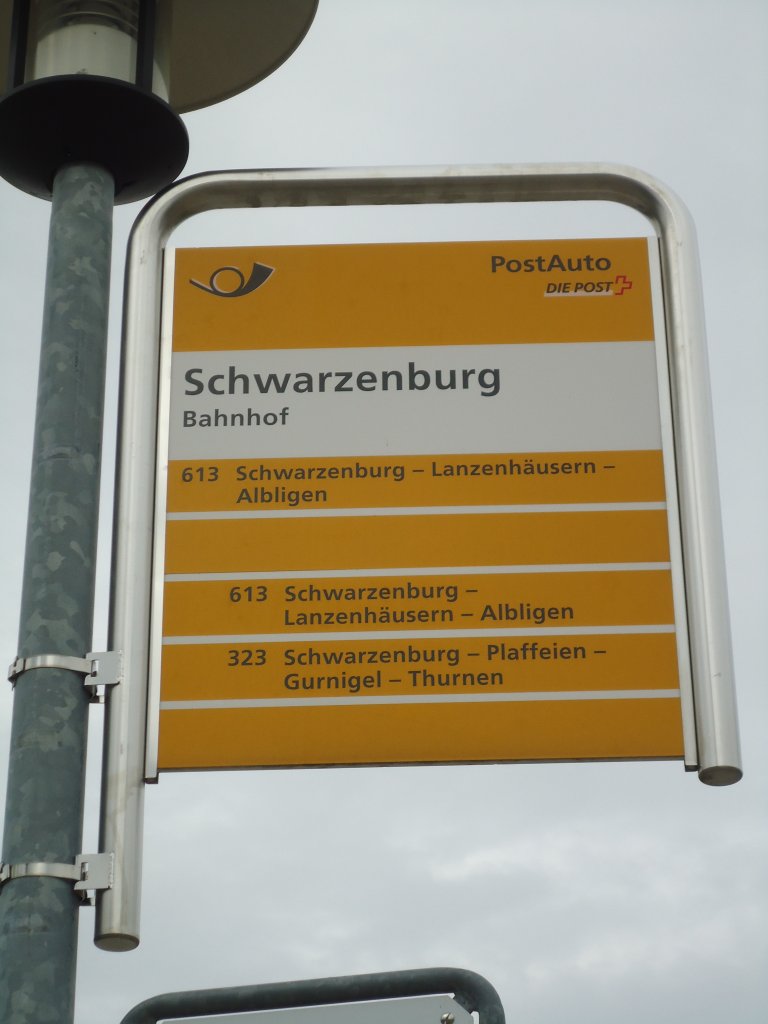 PostAuto
DIE POST
Schwarzenburg
Bahnhof
613 Schwarzenburg – Lanzenhäusern –
Albligen
613 Schwarzenburg –
Lanzenhäusern – Albligen
323 Schwarzenburg – Plaffeien –
Gurnigel – Thurnen